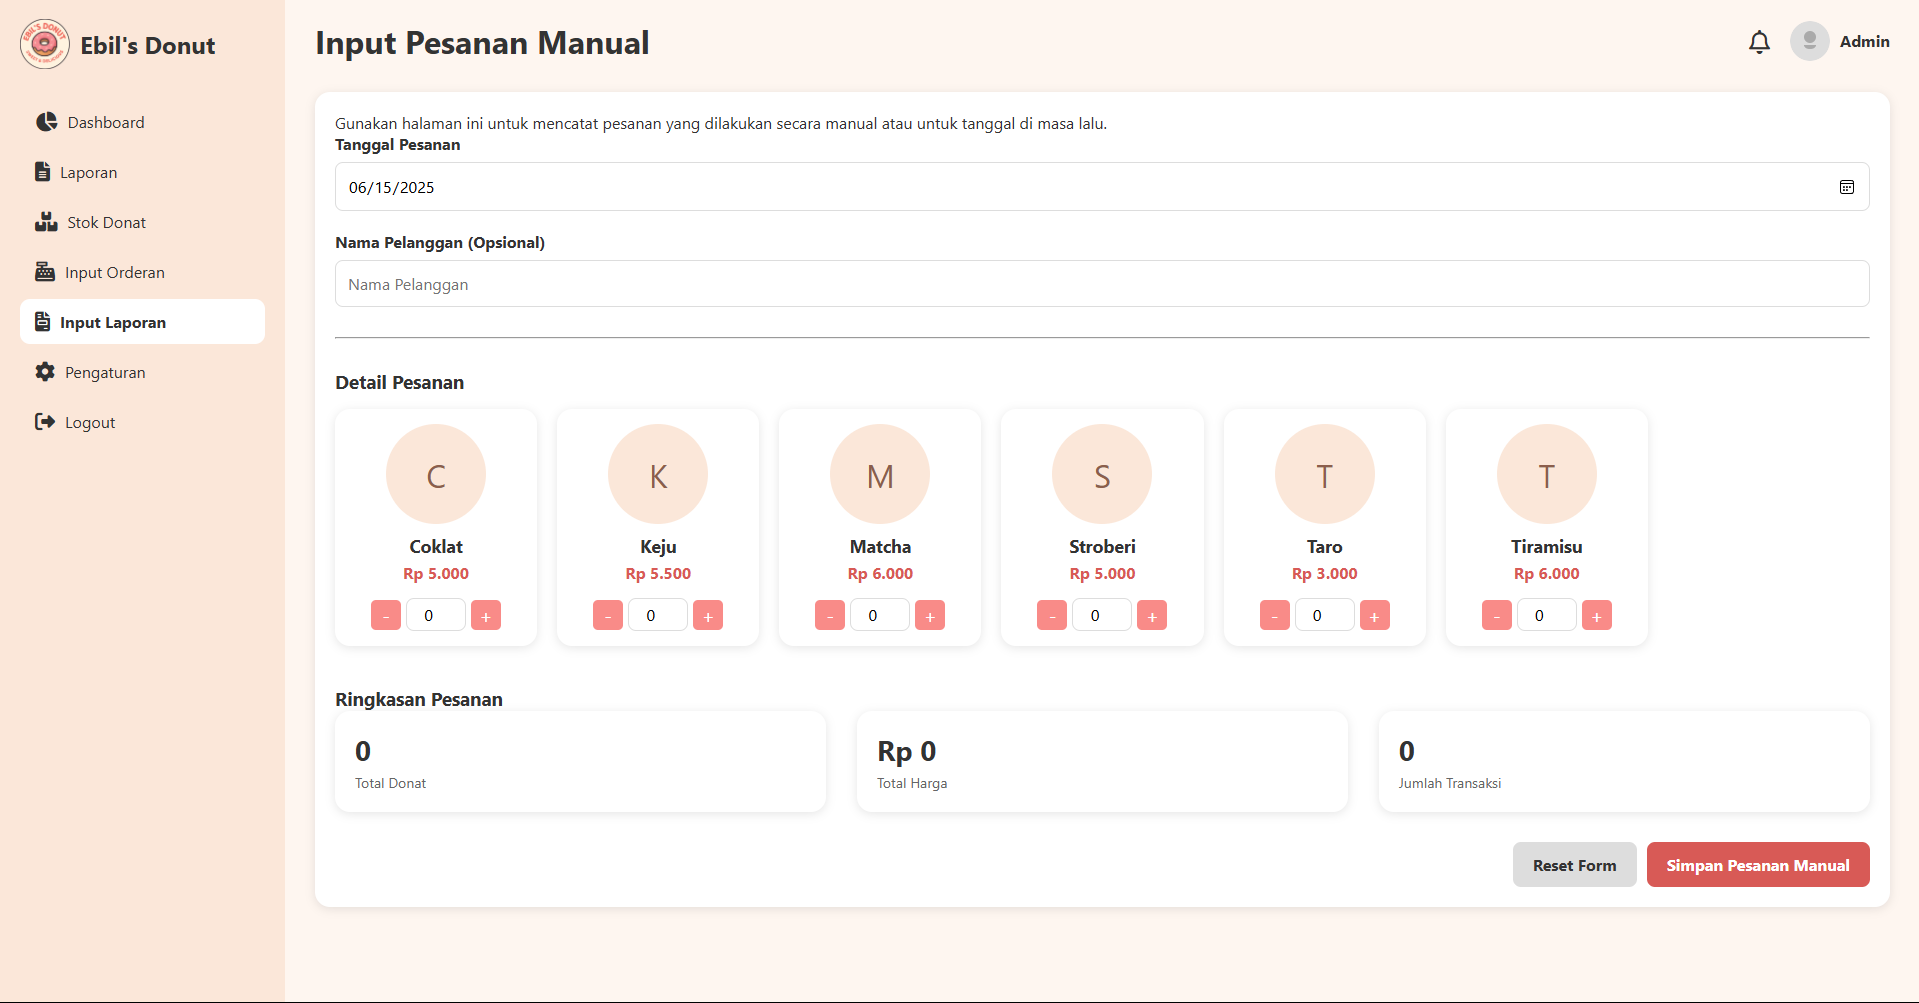 EBIL'S DONUT
Ebil's Donut
Dashboard
Laporan
Stok Donat
Input Orderan
Input Laporan
Pengaturan
Logout
Input Pesanan Manual
Admin
Gunakan halaman ini untuk mencatat pesanan yang dilakukan secara manual atau untuk tanggal di masa lalu.
Tanggal Pesanan
06/15/2025
Nama Pelanggan (Opsional)
Nama Pelanggan
Detail Pesanan
C
Coklat
Rp 5.000
- 0 +
K
Keju
Rp 5.500
- 0 +
M
Matcha
Rp 6.000
- 0 +
S
Stroberi
Rp 5.000
- 0 +
T
Taro
Rp 3.000
- 0 +
T
Tiramisu
Rp 6.000
- 0 +
Ringkasan Pesanan
0
Total Donat
Rp 0
Total Harga
0
Jumlah Transaksi
Reset Form
Simpan Pesanan Manual